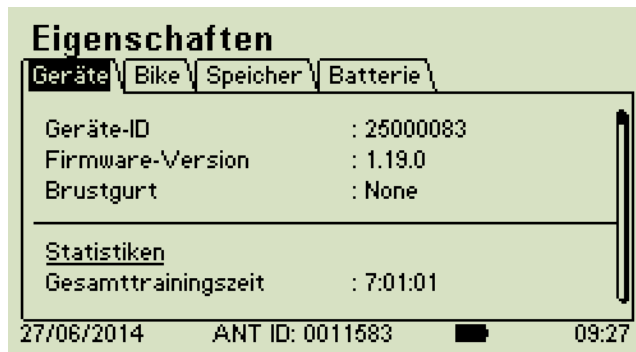 Eigenschaften
Geräte Bike Speicher Batterie
Geräte-ID : 25000083
Firmware-Version : 1.19.0
Brustgurt : None
Statistiken
Gesamttrainingszeit : 7:01:01
27/06/2014 ANT ID: 0011583 09:27